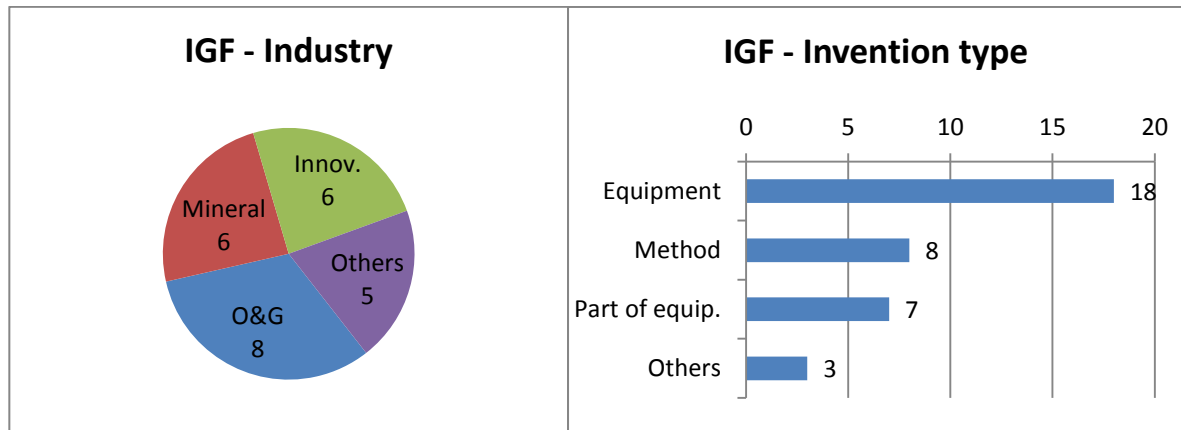 IGF - Industry
Innov.
6
Mineral
6
Others
5
O&G
8
IGF - Invention type
0 5 10 15 20
Equipment 18
Method 8
Part of equip. 7
Others 3